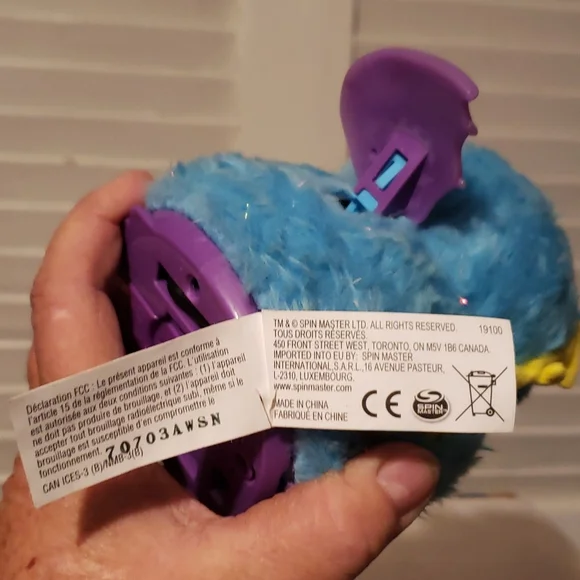 Déclaration FCC : Le présent appareil est conforme à
l'article 15 de la réglementation de la FCC. L'utilisation
est autorisée aux deux conditions suivantes : (1) l'appareil
ne doit pas produire de brouillage, et (2) l'appareil doit
accepter tout brouillage radioélectrique subi, même si le
brouillage est susceptible d'en compromettre le
fonctionnement.
70703AWSN
CAN ICES-3 (B)/NMB-3(B)
TM & © SPIN MASTER LTD. ALL RIGHTS RESERVED. 19100
TOUS DROITS RÉSERVÉS.
450 FRONT STREET WEST, TORONTO, ON M5V 1B6 CANADA.
IMPORTED INTO EU BY: SPIN MASTER
INTERNATIONAL,S.A.R.L,16 AVENUE PASTEUR,
L-2310, LUXEMBOURG.
www.spinmaster.com
MADE IN CHINA
FABRIQUÉ EN CHINE
CE
SPIN
MASTER